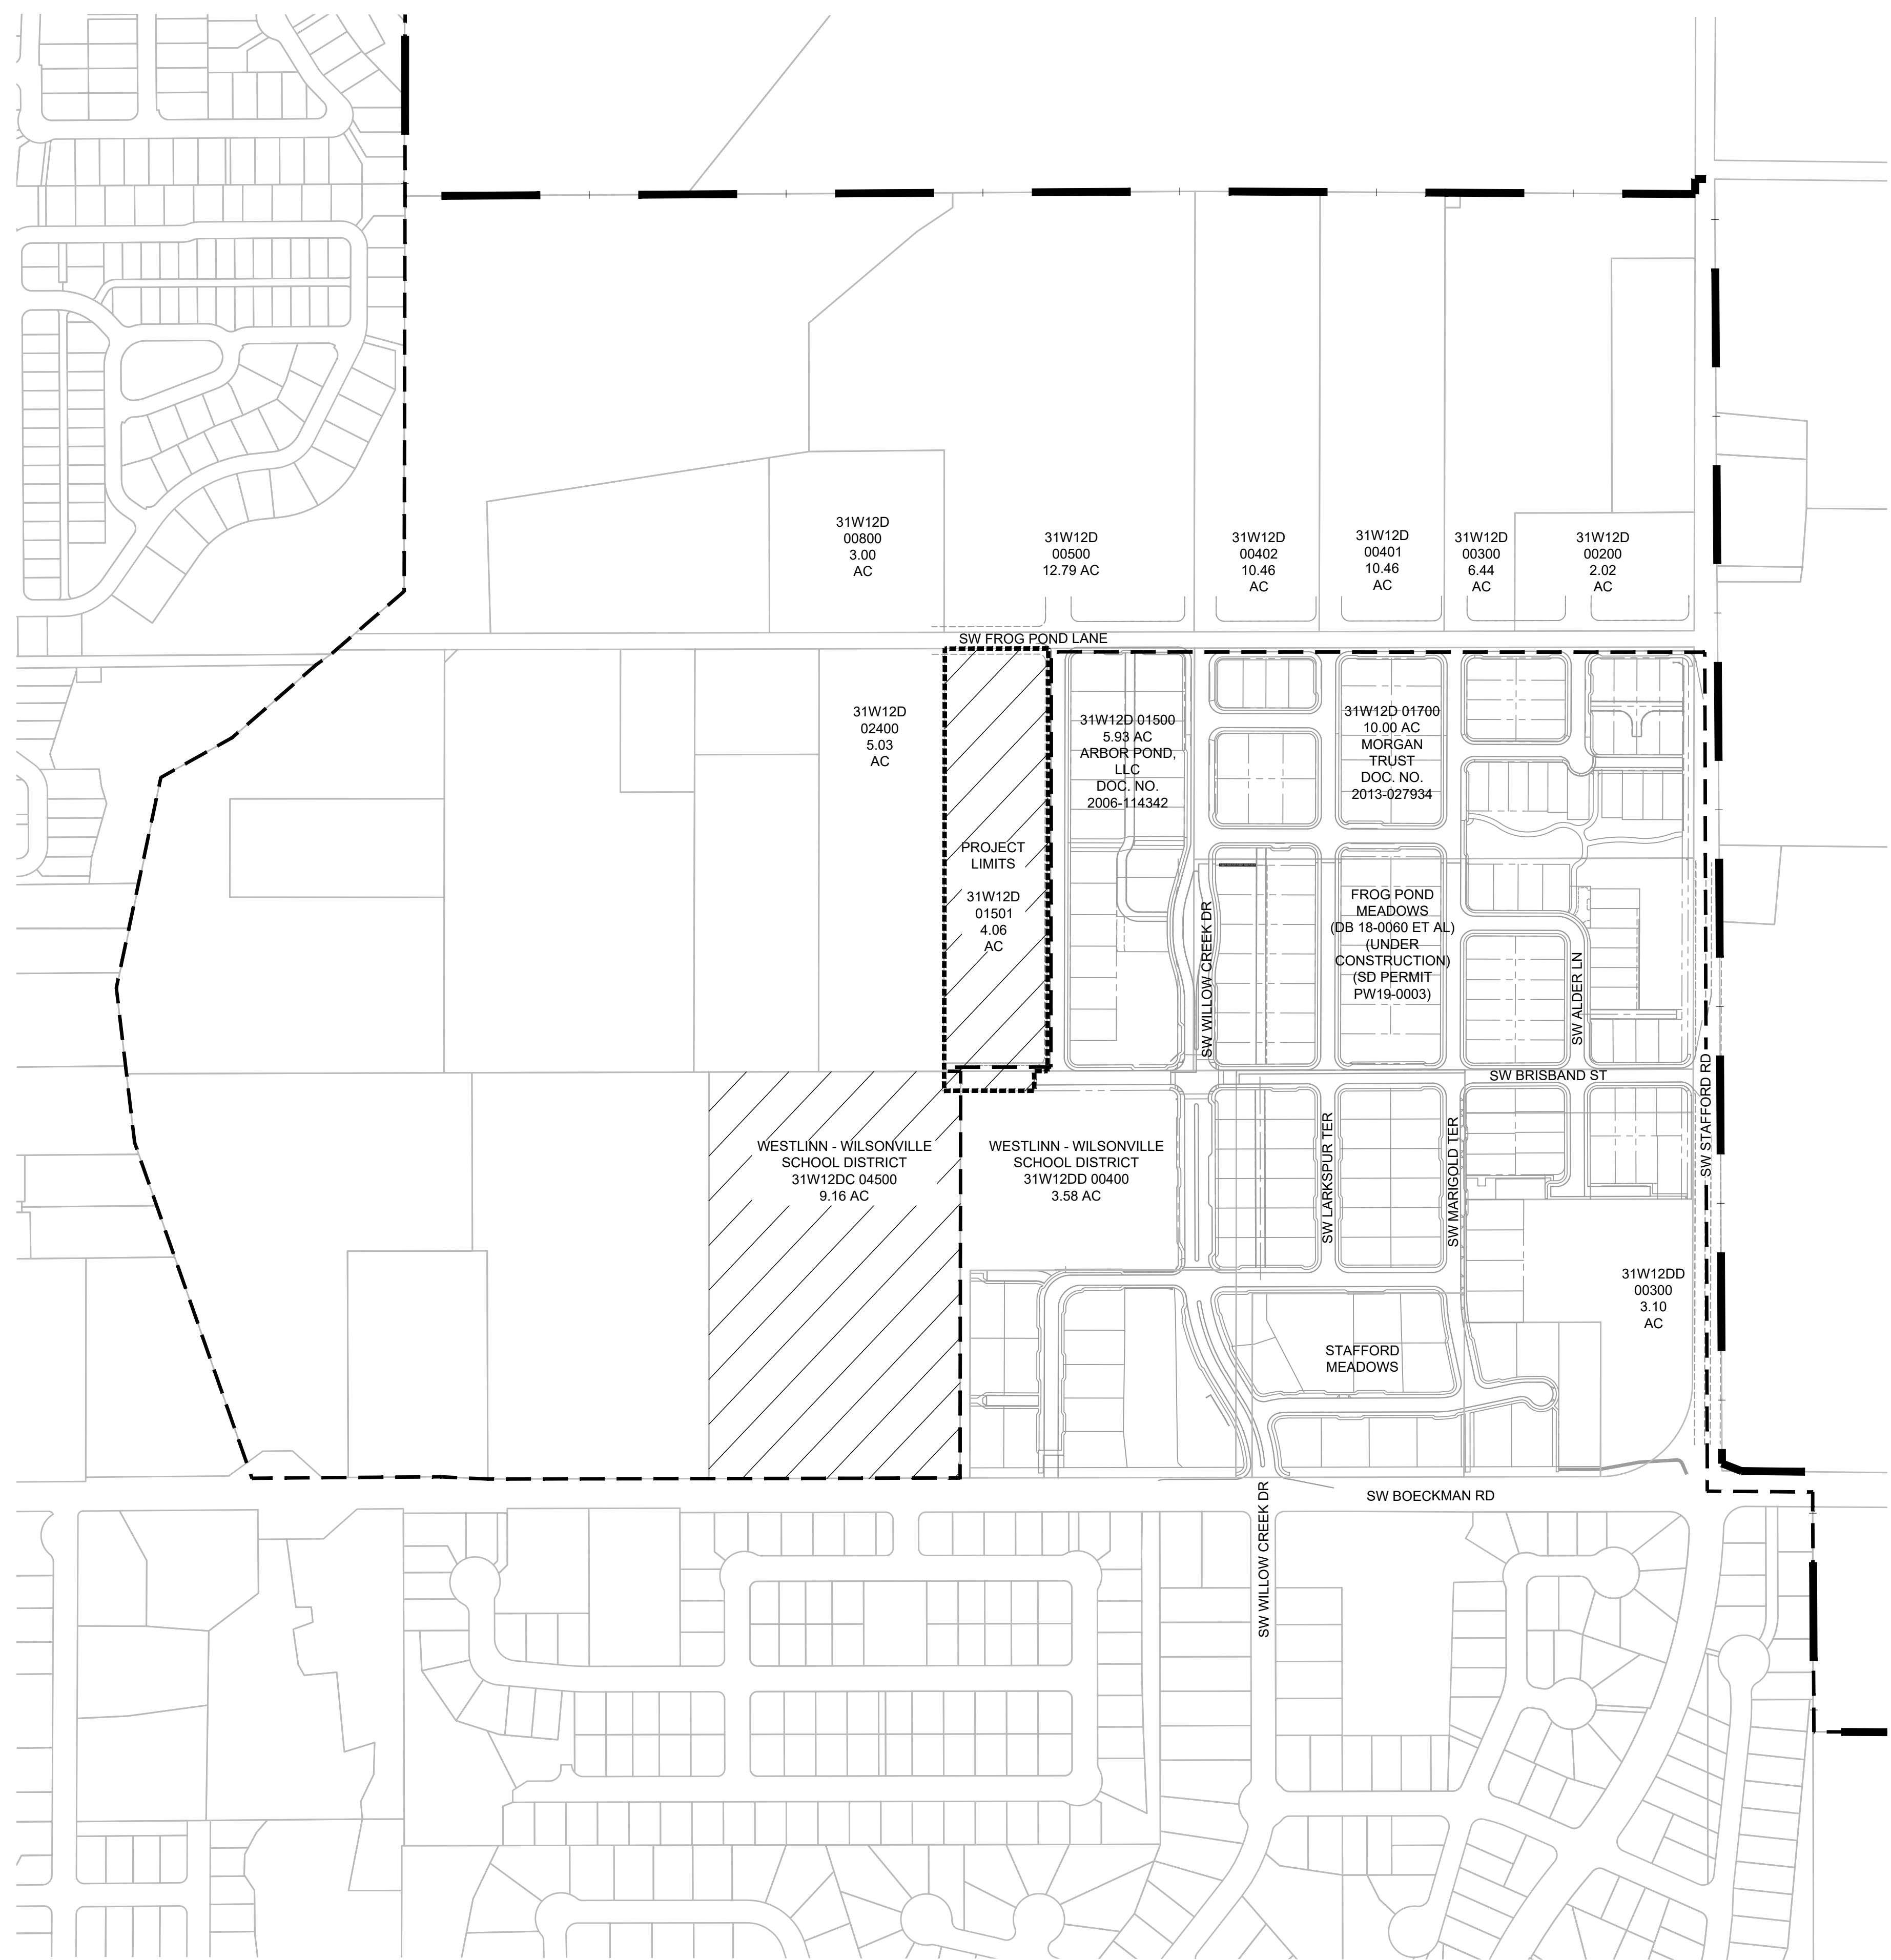 31W12D
00800
3.00
AC
31W12D
00500
12.79 AC
31W12D
00402
10.46
AC
31W12D
00401
10.46
AC
31W12D
00300
6.44
AC
31W12D
00200
2.02
AC
SW FROG POND LANE
31W12D
02400
5.03
AC
31W12D 01500
5.93 AC
ARBOR POND,
LLC
DOC. NO.
2006-114342
31W12D 01700
10.00 AC
MORGAN
TRUST
DOC. NO.
2013-027934
PROJECT
LIMITS
31W12D
01501
4.06
AC
SW WILLOW CREEK DR
FROG POND
MEADOWS
(DB 18-0060 ET AL)
(UNDER
CONSTRUCTION)
(SD PERMIT
PW19-0003)
SW ALDER LN
SW BRISBAND ST
SW STAFFORD RD
WESTLINN - WILSONVILLE
SCHOOL DISTRICT
31W12DC 04500
9.16 AC
WESTLINN - WILSONVILLE
SCHOOL DISTRICT
31W12DD 00400
3.58 AC
SW LARKSPUR TER
SW MARIGOLD TER
31W12DD
00300
3.10
AC
STAFFORD
MEADOWS
SW BOECKMAN RD
SW WILLOW CREEK DR